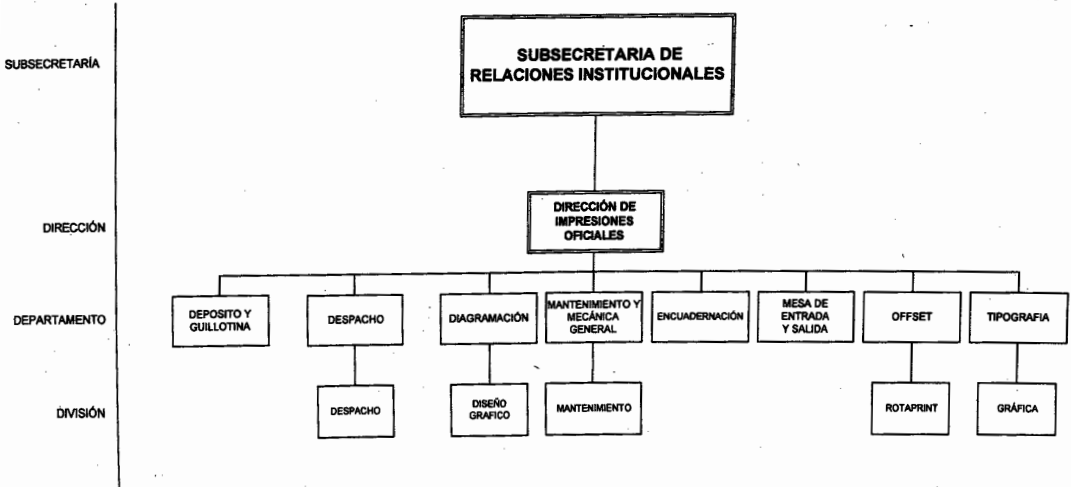 SUBSECRETARÍA
SUBSECRETARIA DE
RELACIONES INSTITUCIONALES
DIRECCIÓN
DIRECCIÓN DE
IMPRESIONES
OFICIALES
DEPARTAMENTO
DEPOSITO Y
GUILLOTINA
DESPACHO
DIAGRAMACIÓN
MANTENIMIENTO Y
MECÁNICA
GENERAL
ENCUADERNACIÓN
MESA DE
ENTRADA
Y SALIDA
OFFSET
TIPOGRAFIA
DIVISIÓN
DESPACHO
DISEÑO
GRAFICO
MANTENIMIENTO
ROTAPRINT
GRÁFICA